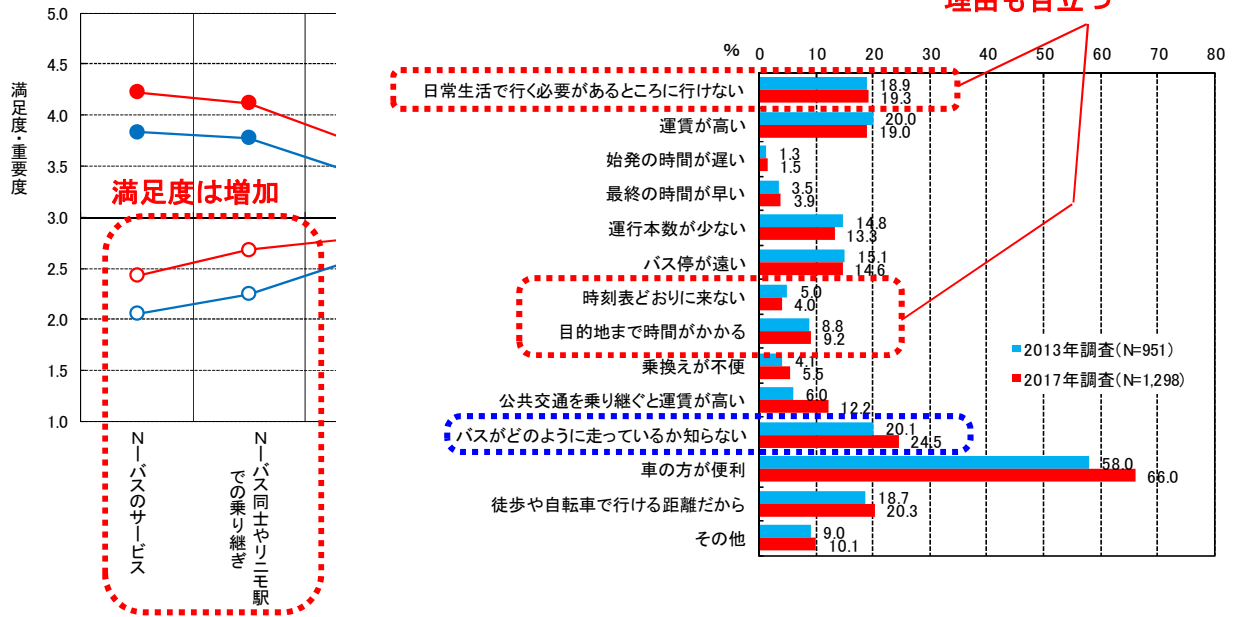 5.0
4.5
4.0
3.5
3.0
2.5
2.0
1.5
1.0
満足度・重要度
満足度は増加
N－バスのサービス
N－バス同士やリニモ駅
での乗り継ぎ
理由も目立つ
% 0 10 20 30 40 50 60 70 80
日常生活で行く必要があるところに行けない 18.9 19.3
運賃が高い 20.0 19.0
始発の時間が遅い 1.3 1.5
最終の時間が早い 3.5 3.9
運行本数が少ない 14.8 13.3
バス停が遠い 15.1 14.6
時刻表どおりに来ない 5.0 4.0
目的地まで時間がかかる 8.8 9.2
乗換えが不便 4.1 5.5
公共交通を乗り継ぐと運賃が高い 6.0 12.2
バスがどのように走っているか知らない 20.1 24.5
車の方が便利 58.0 66.0
徒歩や自転車で行ける距離だから 18.7 20.3
その他 9.0 10.1
2013年調査(N=951)
2017年調査(N=1,298)